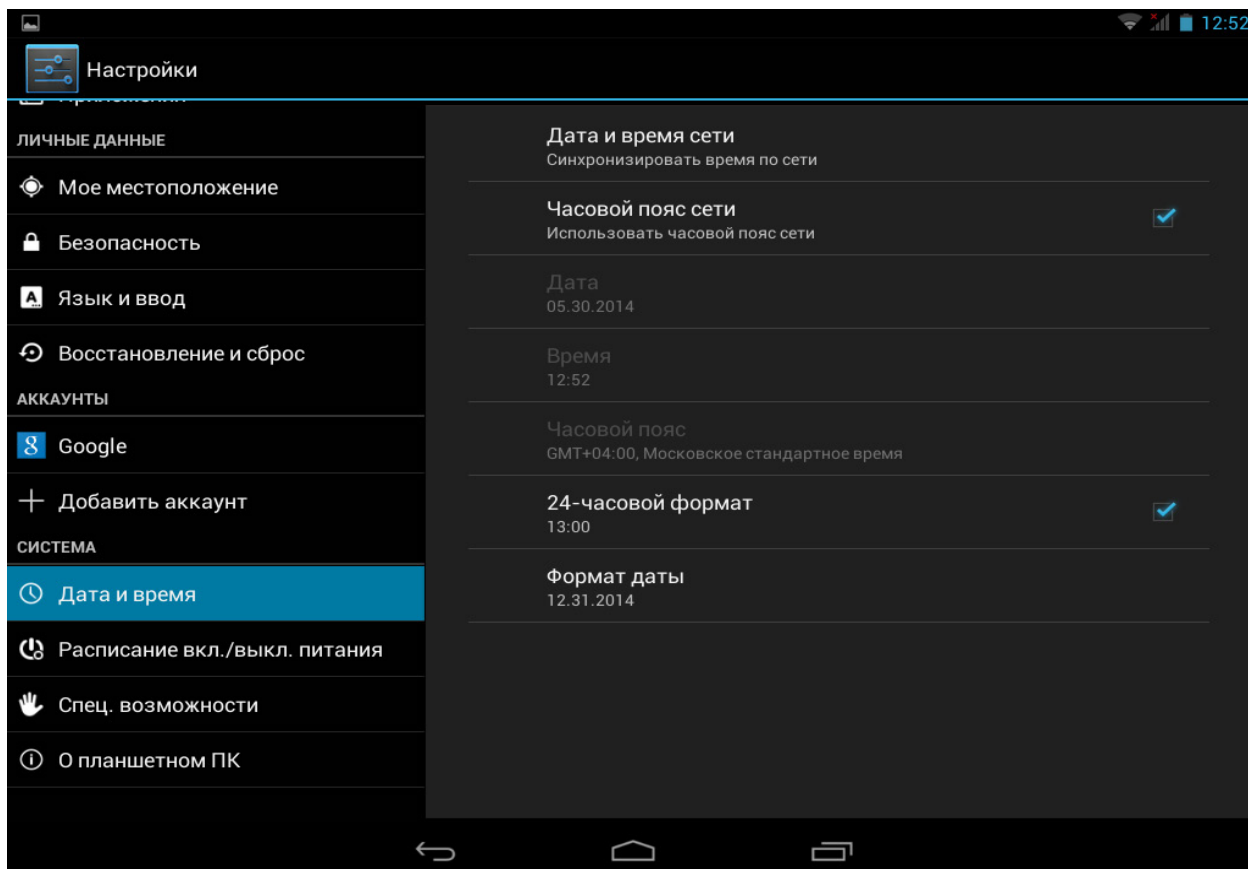 12:52
Настройки
ЛИЧНЫЕ ДАННЫЕ
Мое местоположение
Безопасность
Язык и ввод
Восстановление и сброс
АККАУНТЫ
Google
Добавить аккаунт
СИСТЕМА
Дата и время
Расписание вкл./выкл. питания
Спец. возможности
О планшетном ПК
Дата и время сети
Синхронизировать время по сети
Часовой пояс сети
Использовать часовой пояс сети
Дата
05.30.2014
Время
12:52
Часовой пояс
GMT+04:00, Московское стандартное время
24-часовой формат
13:00
Формат даты
12.31.2014